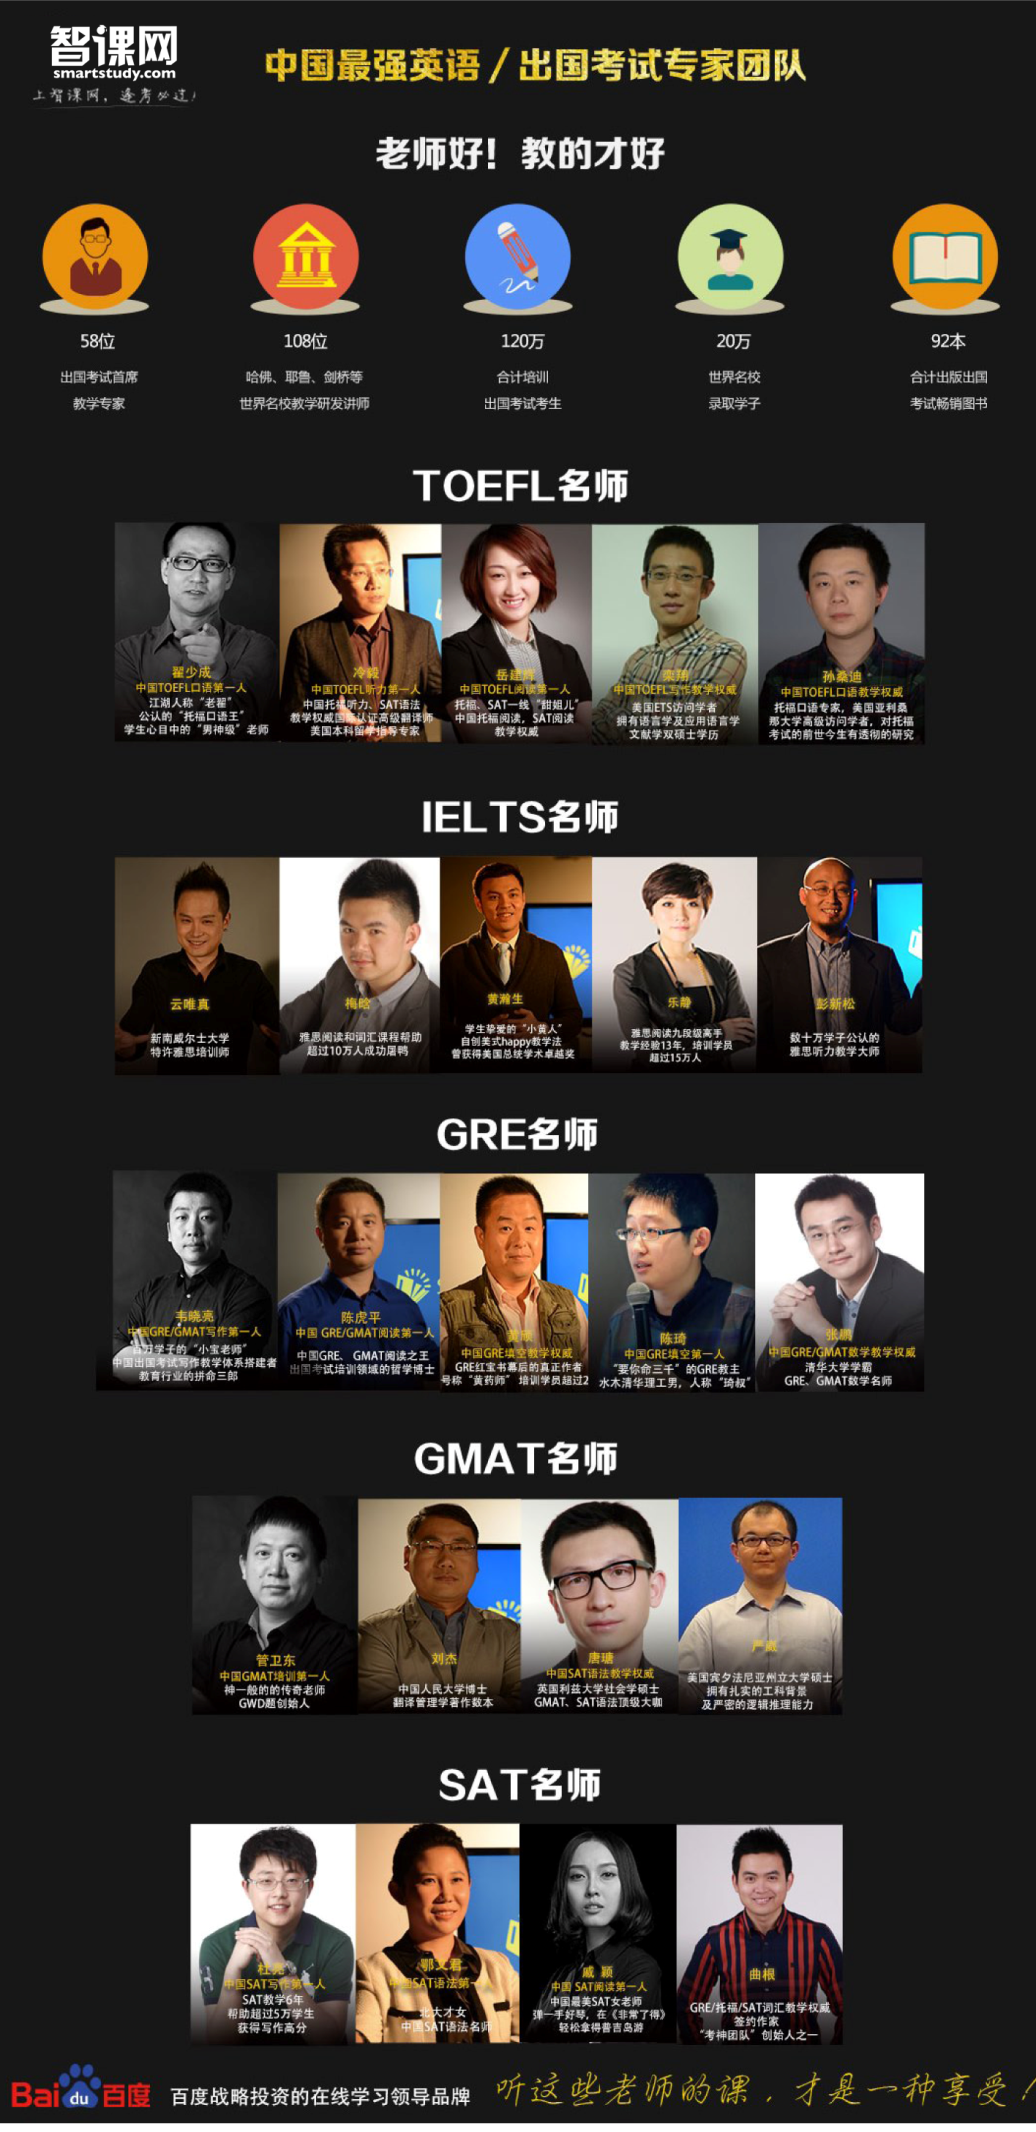 智课网
smartstudy.com
上智课网，逢考必过！
中国最强英语/出国考试专家团队
老师好！教的才好
58位
出国考试首席
教学专家
108位
哈佛、耶鲁、剑桥等
世界名校教学研发讲师
120万
合计培训
出国考试考生
20万
世界名校
录取学子
92本
合计出版出国
考试畅销图书
TOEFL名师
翟少成
中国TOEFL口语第一人
江湖人称“老翟”
公认的“托福口语王”
学生心目中的“男神级”老师
冷毅
中国TOEFL听力第一人
中国托福听力、SAT语法
教学权威国际认证高级翻译师
美国本科留学指导专家
岳建辉
中国TOEFL阅读第一人
托福、SAT一线“甜姐儿”
中国托福阅读，SAT阅读
教学权威
栾翔
中国TOEFL写作教学权威
美国ETS访问学者
拥有语言学及应用语言学
文献学双硕士学历
孙桑迪
中国TOEFL口语教学权威
托福口语专家，美国亚利桑
那大学高级访问学者，对托福
考试的前世今生有透彻的研究
IELTS名师
云唯真
新南威尔士大学
特许雅思培训师
梅晗
雅思阅读和词汇课程帮助
超过10万人成功屠鸭
黄瀚生
学生挚爱的“小黄人”
自创美式happy教学法
曾获得美国总统学术卓越奖
乐静
雅思阅读九段级高手
教学经验13年，培训学员
超过15万人
彭新松
数十万学子公认的
雅思听力教学大师
GRE名师
韦晓亮
中国GRE/GMAT写作第一人
百万学子的“小宝老师”
中国出国考试写作教学体系搭建者
教育行业的拼命三郎
陈虎平
中国 GRE/GMAT阅读第一人
中国GRE、GMAT阅读之王
出国考试培训领域的哲学博士
黄颀
中国GRE填空教学权威
GRE红宝书幕后的真正作者
号称“黄药师”培训学员超过2
陈琦
中国GRE填空第一人
“要你命三千”的GRE教主
水木清华理工男，人称“琦叔”
张鹏
中国GRE/GMAT数学教学权威
清华大学学霸
GRE、GMAT数学名师
GMAT名师
管卫东
中国GMAT培训第一人
神一般的的传奇老师
GWD题创始人
刘杰
中国人民大学博士
翻译管理学著作数本
唐瑭
中国SAT语法教学权威
英国利兹大学社会学硕士
GMAT、SAT语法顶级大咖
严威
美国宾夕法尼亚州立大学硕士
拥有扎实的工科背景
及严密的逻辑推理能力
SAT名师
杜亮
中国SAT写作第一人
SAT教学6年
帮助超过5万学生
获得写作高分
鄂文君
中国SAT语法第一人
北大才女
中国SAT语法名师
戚颖
中国 SAT阅读第一人
中国最美SAT女老师
弹一手好琴，在《非常了得》
轻松拿得普吉岛游
曲根
GRE/托福/SAT词汇教学权威
签约作家
“考神团队”创始人之一
Bai du 百度
百度战略投资的在线学习领导品牌
听这些老师的课，才是一种享受！